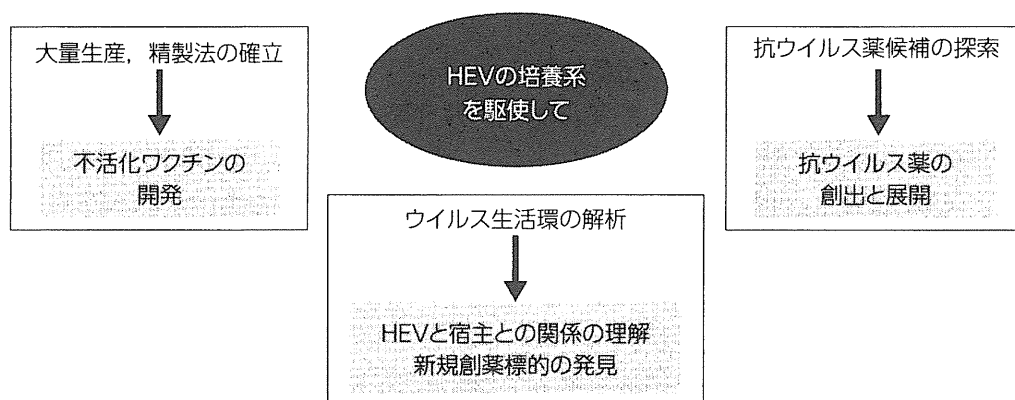 大量生産，精製法の確立
不活化ワクチンの
開発
HEVの培養系
を駆使して
抗ウイルス薬候補の探索
抗ウイルス薬の
創出と展開
ウイルス生活環の解析
HEVと宿主との関係の理解
新規創薬標的の発見